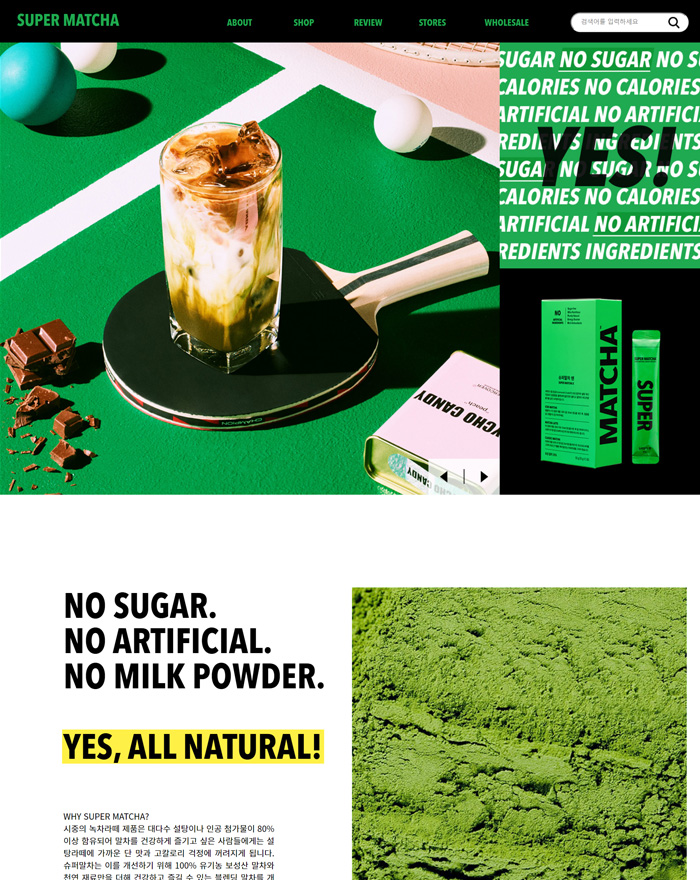 SUPER MATCHA
ABOUT SHOP REVIEW STORES WHOLESALE
검색어를 입력하세요
SUGAR NO SUGAR NO SU
CALORIES NO CALORIES
ARTIFICIAL NO ARTIFICI
REDIENTS INGREDIENTS
YES!
SUGAR NO SUGAR NO SU
CALORIES NO CALORIES
ARTIFICIAL NO ARTIFICI
REDIENTS INGREDIENTS
CHAMPION
CHO CANDY
NO
MATCHA
SUPER MATCHA
SUPER
NO SUGAR.
NO ARTIFICIAL.
NO MILK POWDER.
YES, ALL NATURAL!
WHY SUPER MATCHA?
시중의 녹차라떼 제품은 대다수 설탕이나 인공 첨가물이 80%
이상 함유되어 말차를 건강하게 즐기고 싶은 사람들에게는 설
탕라떼에 가까운 단 맛과 고칼로리 걱정에 꺼려지게 됩니다.
슈퍼말차는 이를 개선하기 위해 100% 유기농 보성산 말차와
천연 재료만을 더해 건강하고 즐길 수 있는 블렌딩 말차를 개